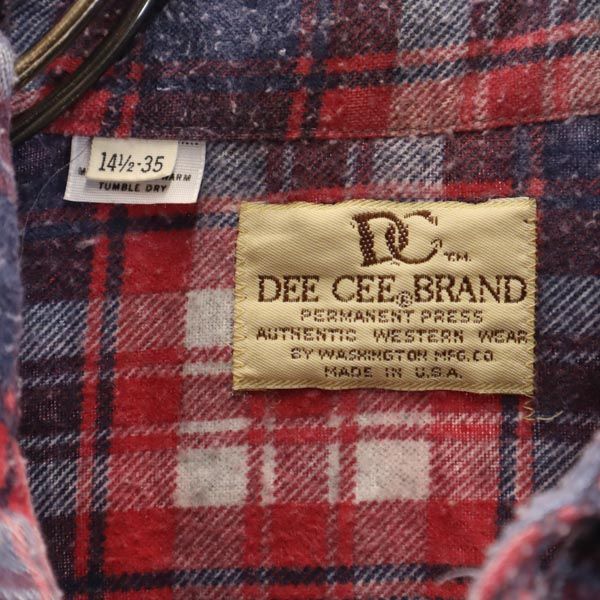 14½-35
WARM
TUMBLE DRY
DC T.M.
DEE CEE® BRAND
PERMANENT PRESS
AUTHENTIC WESTERN WEAR
BY WASHINGTON MFG.CO
MADE IN U.S.A.